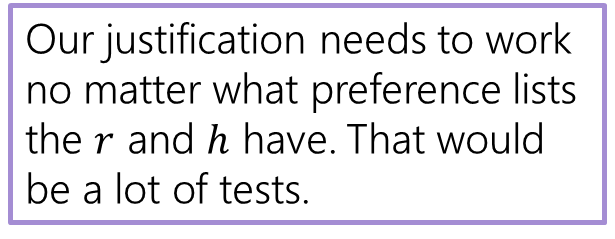 Our justification needs to work
no matter what preference lists
the r and h have. That would
be a lot of tests.